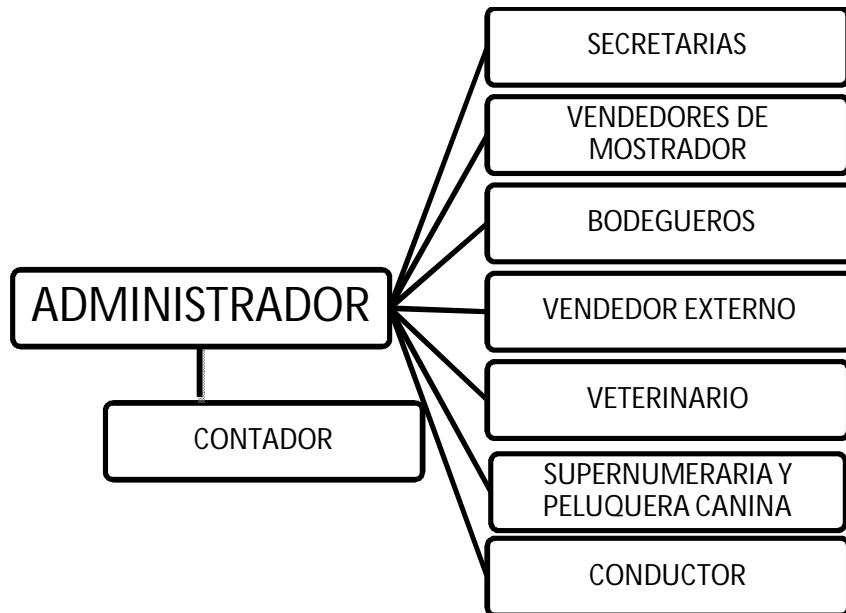 SECRETARIAS
VENDEDORES DE
MOSTRADOR
BODEGUEROS
ADMINISTRADOR
VENDEDOR EXTERNO
VETERINARIO
CONTADOR
SUPERNUMERARIA Y
PELUQUERA CANINA
CONDUCTOR